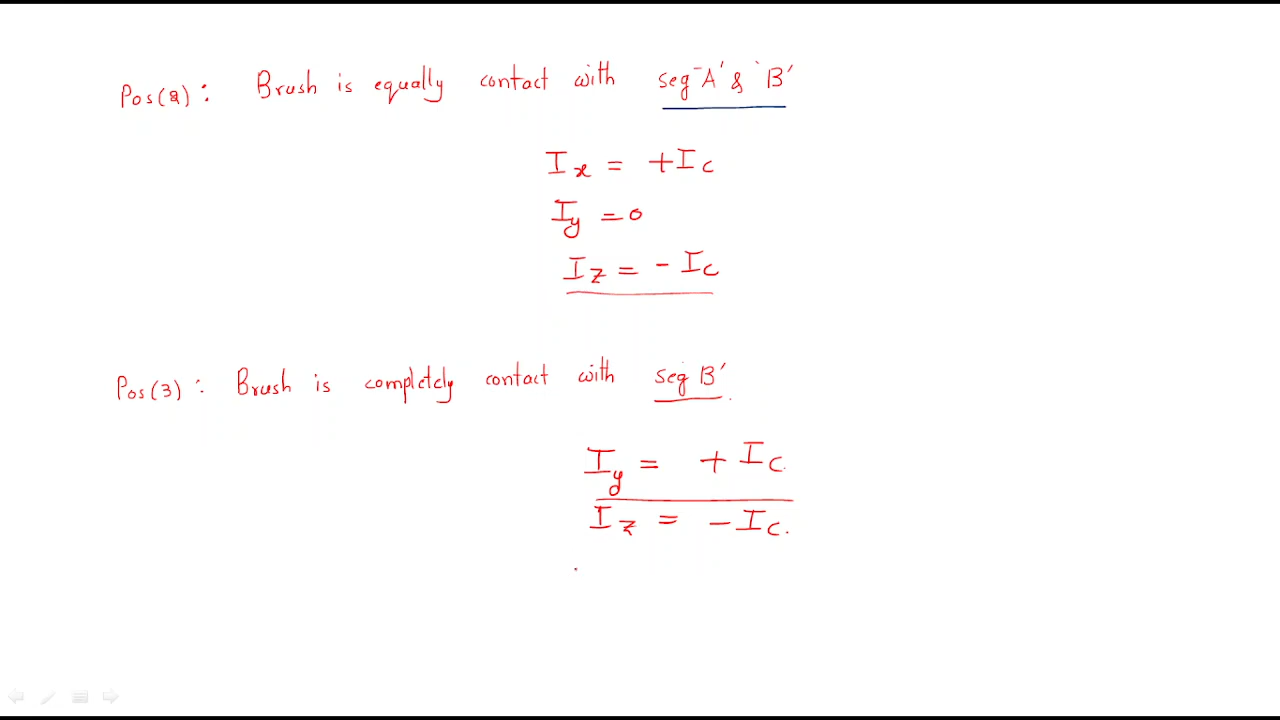 Pos(2): Brush is equally contact with seg 'A' & 'B'
Ix = +Ic
Iy = 0
Iz = - Ic
Pos(3): Brush is completely contact with seg 'B'.
Iy = + Ic.
Iz = - Ic.